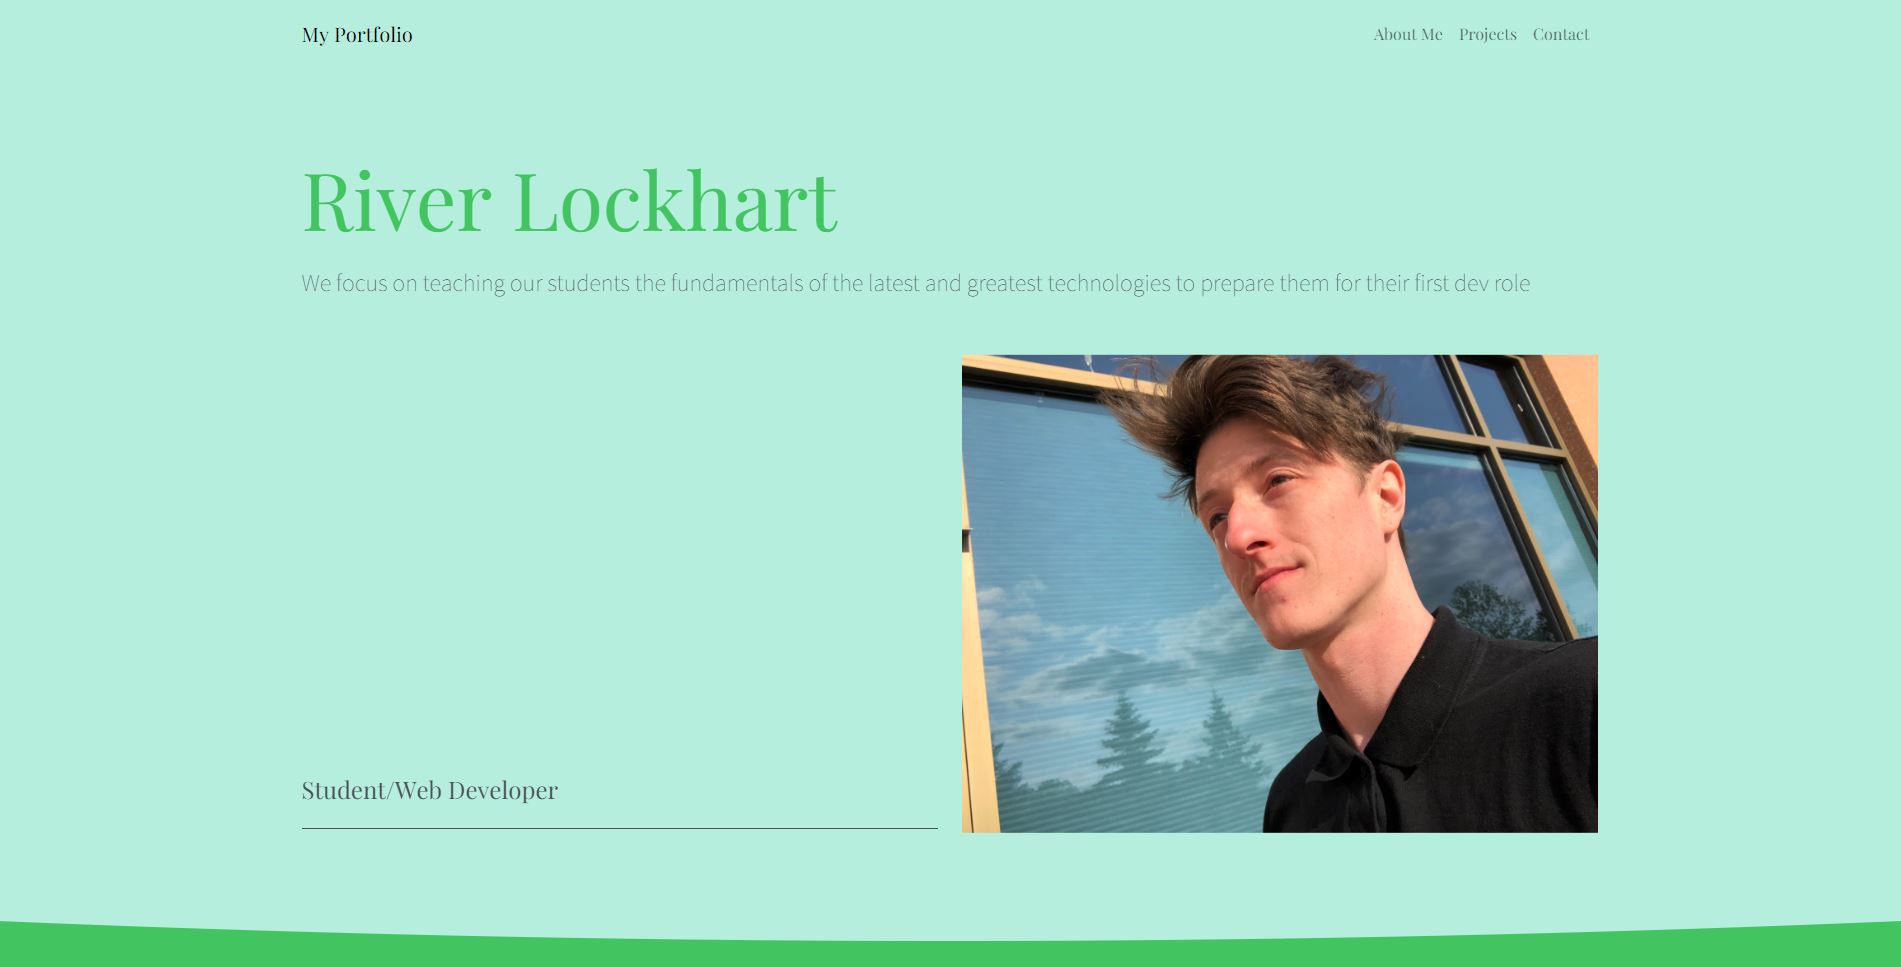 My Portfolio
About Me Projects Contact
River Lockhart
We focus on teaching our students the fundamentals of the latest and greatest technologies to prepare them for their first dev role
Student/Web Developer